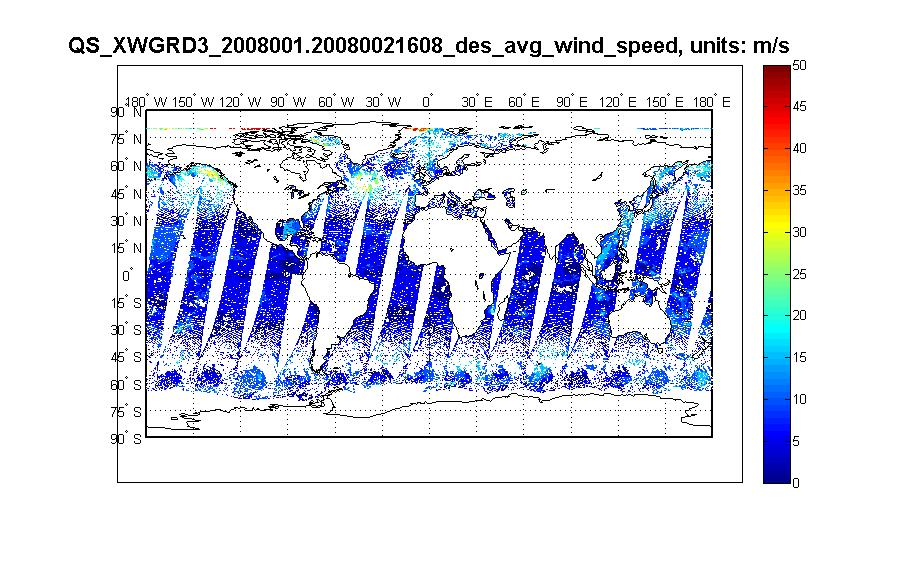 QS_XWGRD3_2008001.20080021608_des_avg_wind_speed, units: m/s
180° W 150° W 120° W 90° W 60° W 30° W 0° 30° E 60° E 90° E 120° E 150° E 180° E
90° N
75° N
60° N
45° N
30° N
15° N
0°
15° S
30° S
45° S
60° S
75° S
90° S
50
45
40
35
30
25
20
15
10
5
0